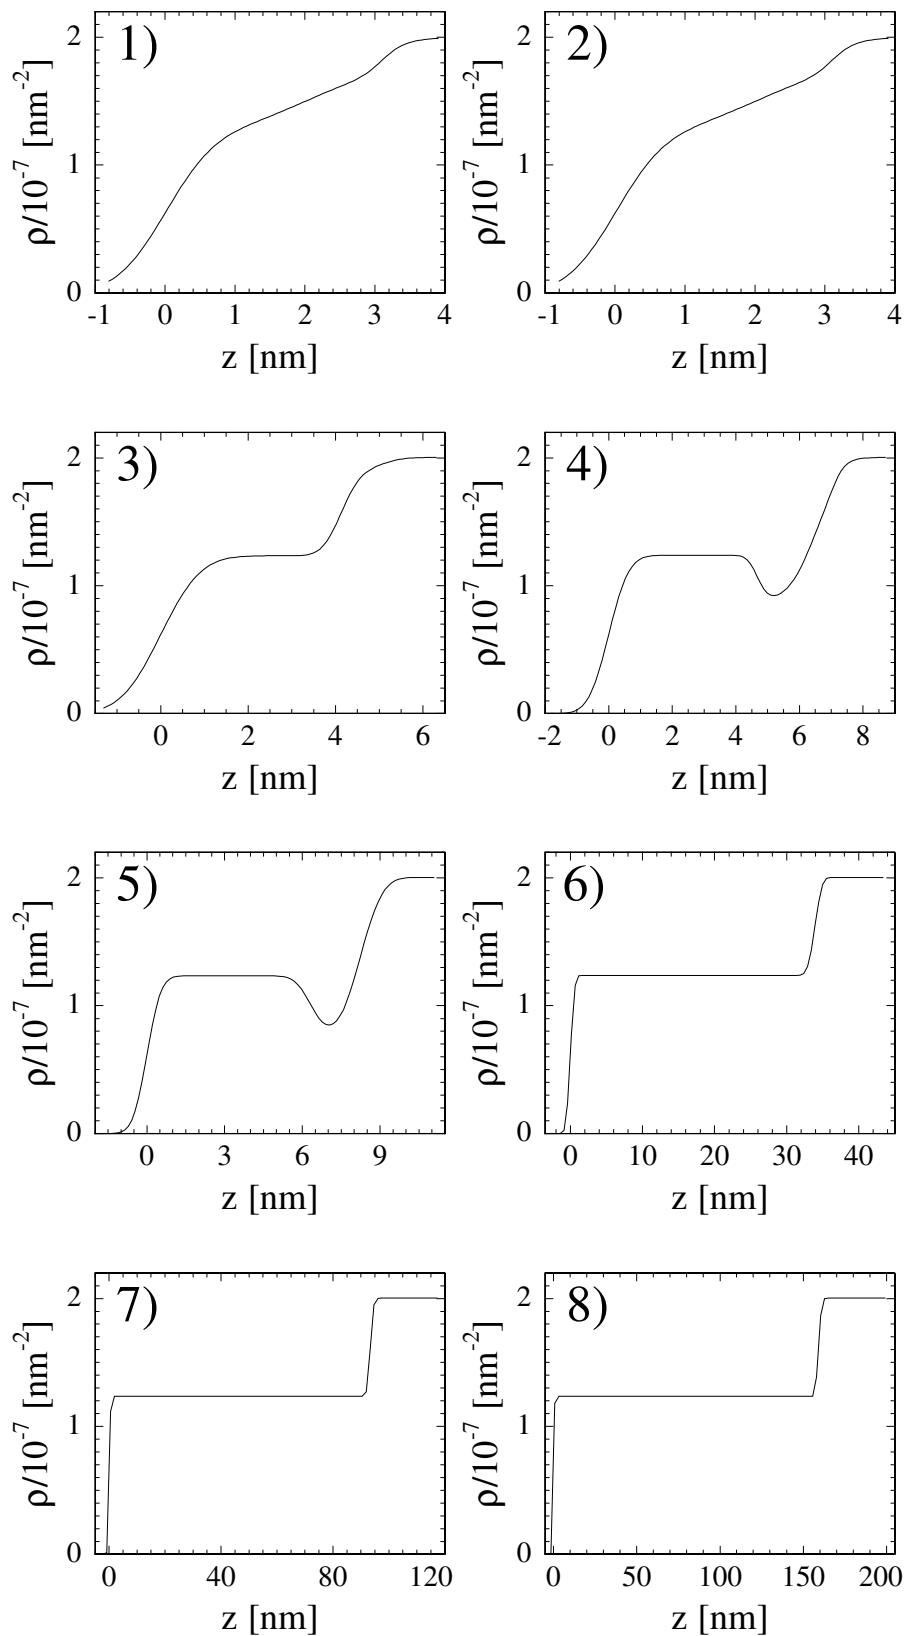 1)
2
1
0
ρ/10⁻⁷ [nm⁻²]
-1 0 1 2 3 4
z [nm]
2)
2
1
0
ρ/10⁻⁷ [nm⁻²]
-1 0 1 2 3 4
z [nm]
3)
2
1
0
ρ/10⁻⁷ [nm⁻²]
0 2 4 6
z [nm]
4)
2
1
0
ρ/10⁻⁷ [nm⁻²]
-2 0 2 4 6 8
z [nm]
5)
2
1
0
ρ/10⁻⁷ [nm⁻²]
0 3 6 9
z [nm]
6)
2
1
0
ρ/10⁻⁷ [nm⁻²]
0 10 20 30 40
z [nm]
7)
2
1
0
ρ/10⁻⁷ [nm⁻²]
0 40 80 120
z [nm]
8)
2
1
0
ρ/10⁻⁷ [nm⁻²]
0 50 100 150 200
z [nm]